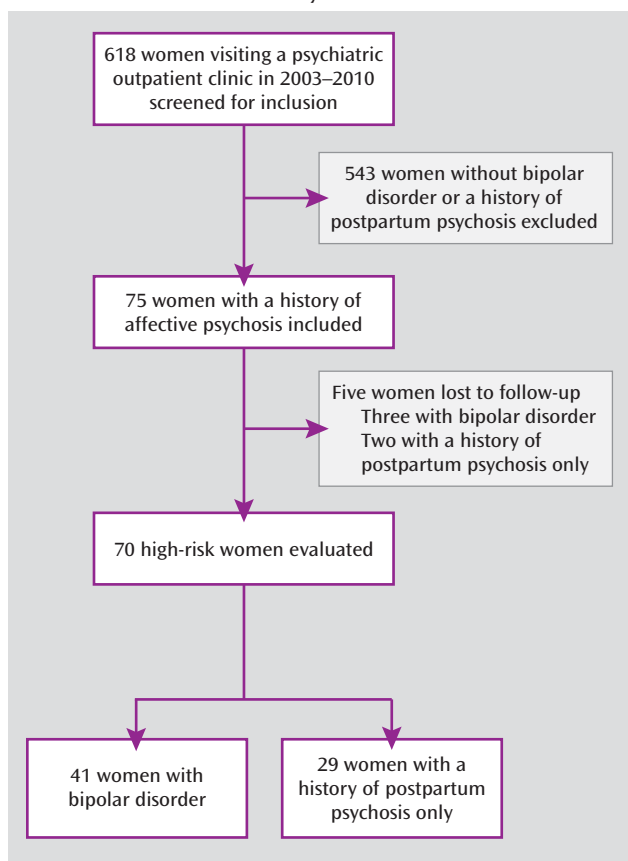 618 women visiting a psychiatric
outpatient clinic in 2003–2010
screened for inclusion
543 women without bipolar
disorder or a history of
postpartum psychosis excluded
75 women with a history of
affective psychosis included
Five women lost to follow-up
Three with bipolar disorder
Two with a history of
postpartum psychosis only
70 high-risk women evaluated
41 women with
bipolar disorder
29 women with a
history of postpartum
psychosis only